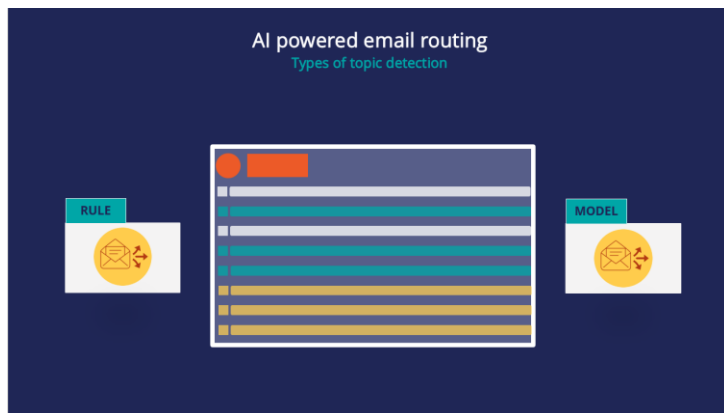 AI powered email routing
Types of topic detection
RULE
MODEL